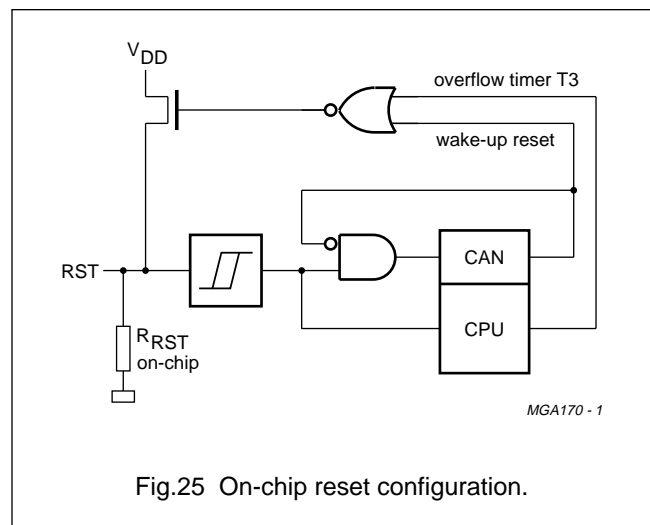 VDD
overflow timer T3
wake-up reset
CAN
RST
CPU
RRST
on-chip
MGA170 - 1
Fig.25 On-chip reset configuration.